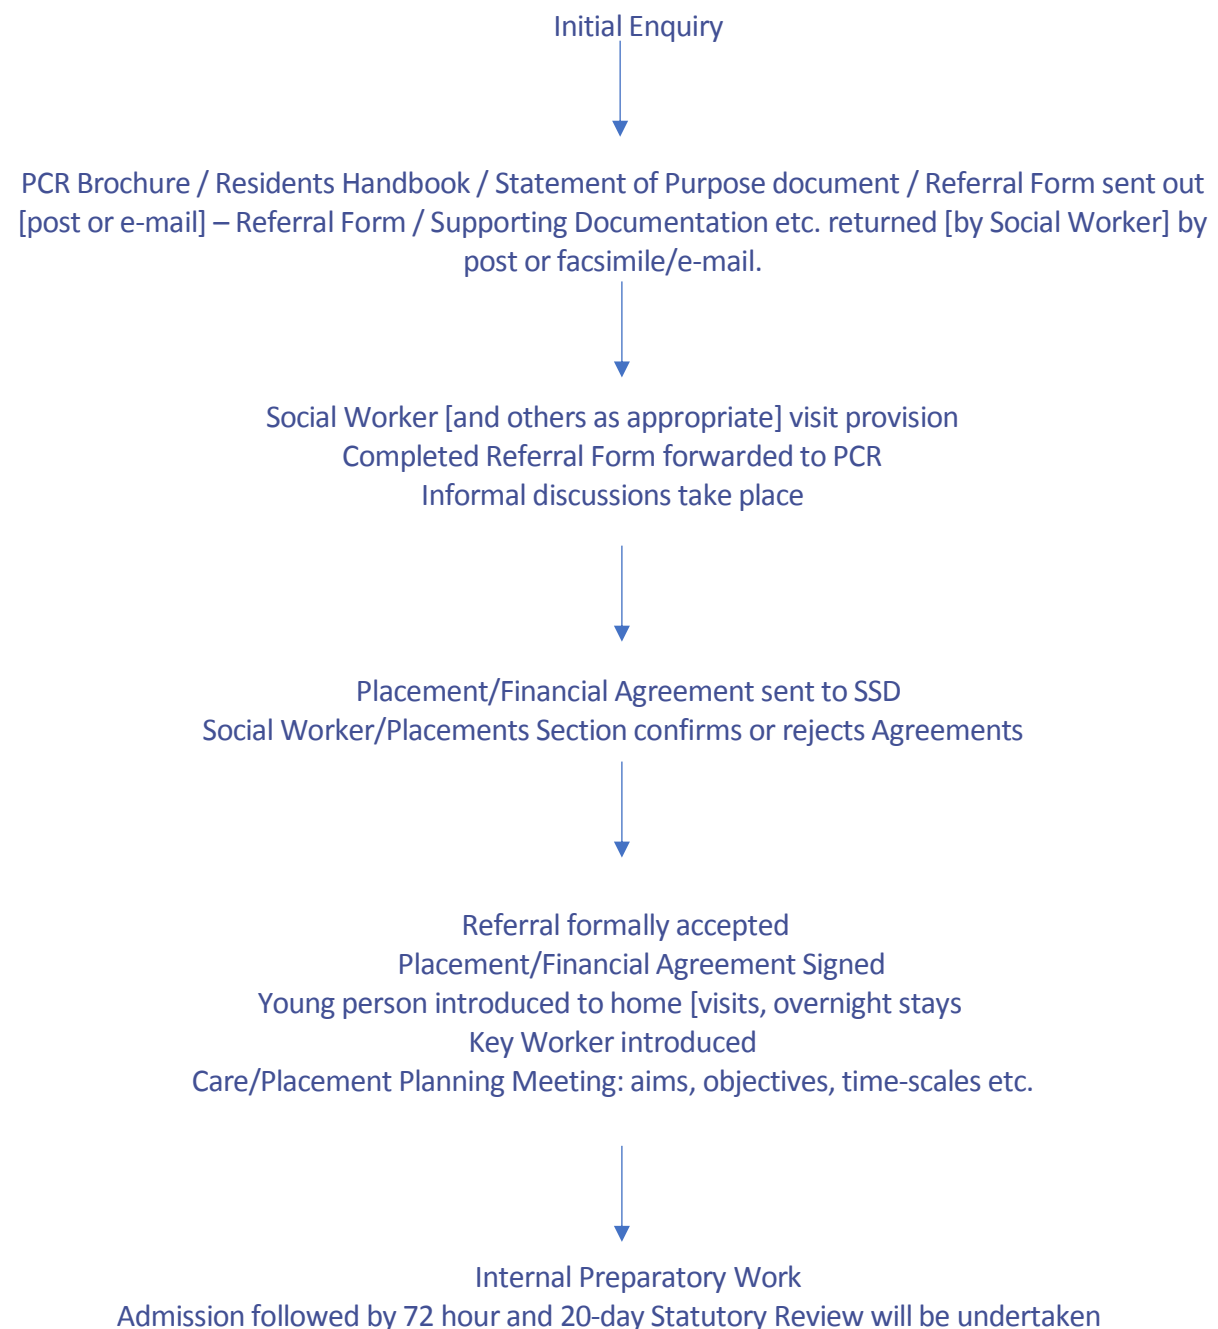 Initial Enquiry
PCR Brochure / Residents Handbook / Statement of Purpose document / Referral Form sent out
[post or e-mail] – Referral Form / Supporting Documentation etc. returned [by Social Worker] by
post or facsimile/e-mail.
Social Worker [and others as appropriate] visit provision
Completed Referral Form forwarded to PCR
Informal discussions take place
Placement/Financial Agreement sent to SSD
Social Worker/Placements Section confirms or rejects Agreements
Referral formally accepted
Placement/Financial Agreement Signed
Young person introduced to home [visits, overnight stays
Key Worker introduced
Care/Placement Planning Meeting: aims, objectives, time-scales etc.
Internal Preparatory Work
Admission followed by 72 hour and 20-day Statutory Review will be undertaken